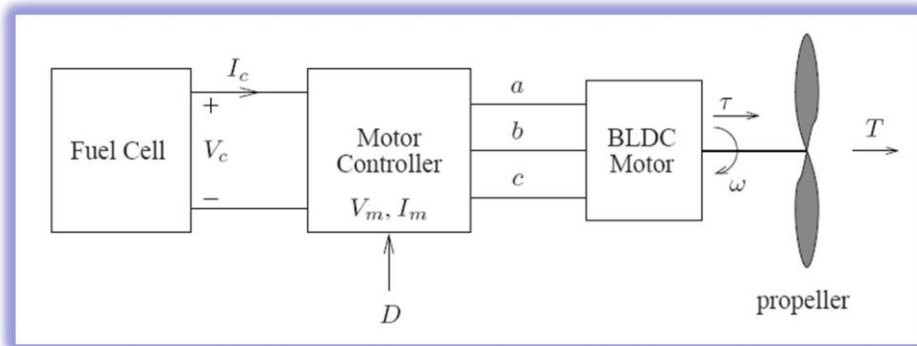 I_c
+
Fuel Cell
V_c
−
Motor
Controller
V_m, I_m
D
a
b
c
BLDC
Motor
τ
ω
T
propeller